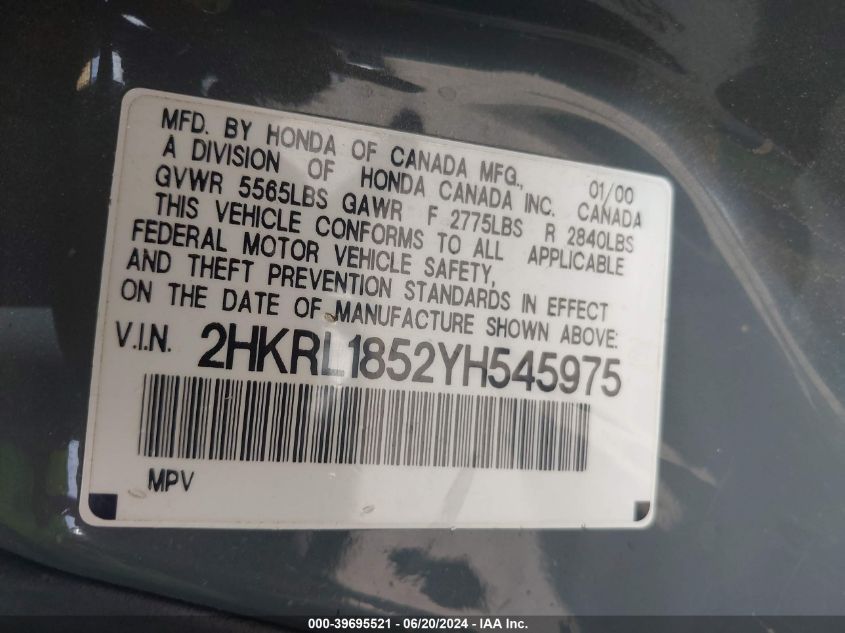 MFD. BY HONDA OF CANADA MFG., 01/00
A DIVISION OF HONDA CANADA INC. CANADA
GVWR 5565LBS GAWR F 2775LBS R 2840LBS
THIS VEHICLE CONFORMS TO ALL APPLICABLE
FEDERAL MOTOR VEHICLE SAFETY,
AND THEFT PREVENTION STANDARDS IN EFFECT
ON THE DATE OF MANUFACTURE SHOWN ABOVE:
V.I.N. 2HKRL1852YH545975
MPV
000-39695521 - 06/20/2024 - IAA Inc.